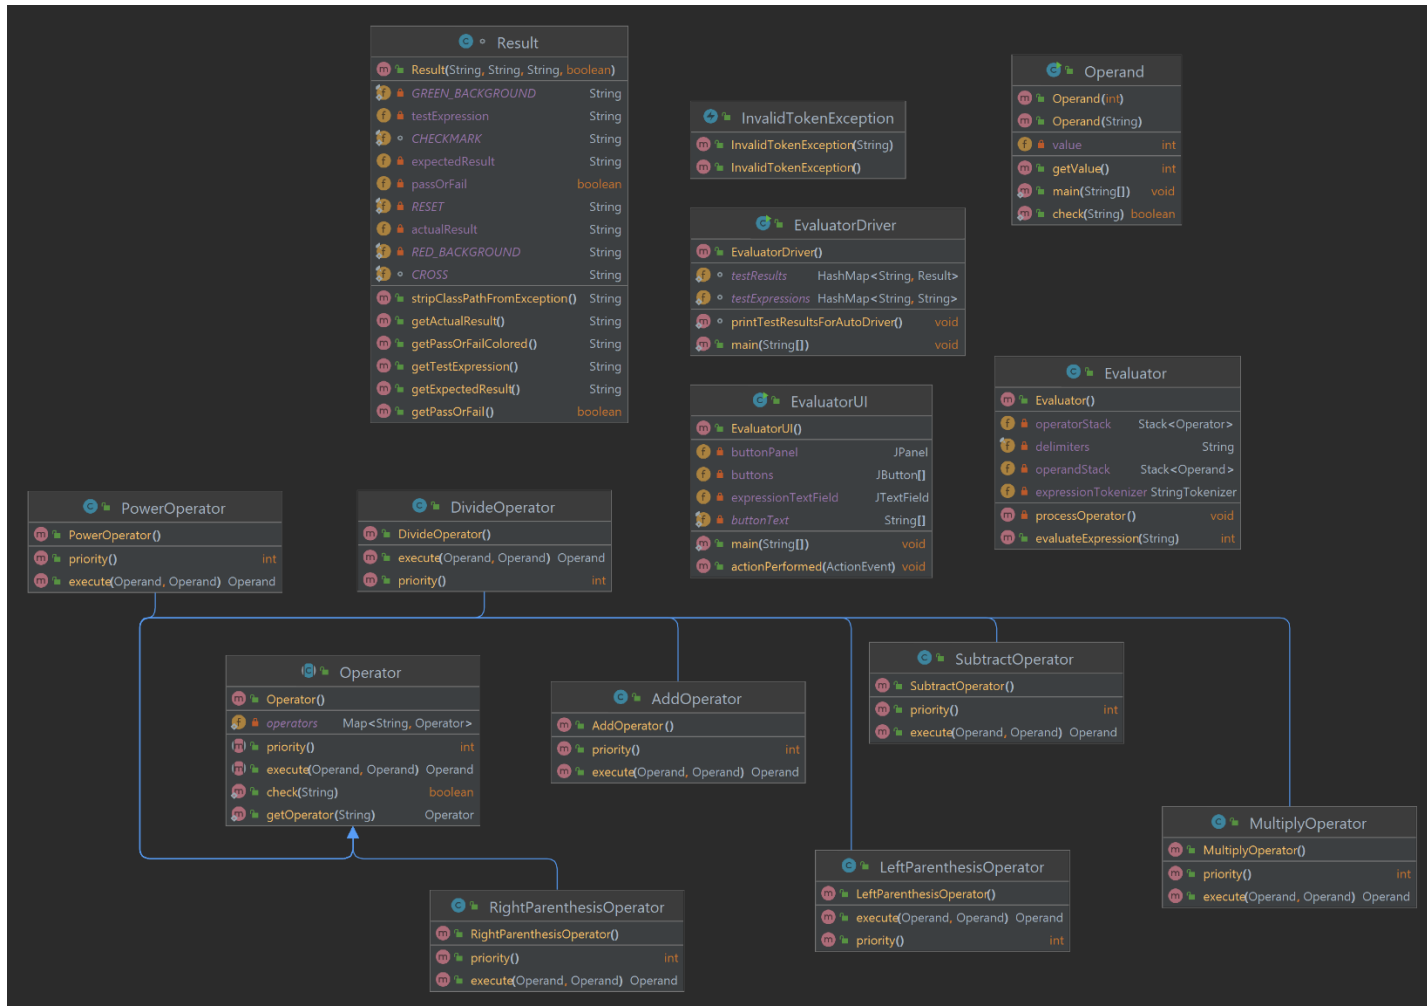 Result
Result(String, String, String, boolean)
GREEN_BACKGROUND String
testExpression String
CHECKMARK String
expectedResult String
passOrFail boolean
RESET String
actualResult String
RED_BACKGROUND String
CROSS String
stripClassPathFromException() String
getActualResult() String
getPassOrFailColored() String
getTestExpression() String
getExpectedResult() String
getPassOrFail() boolean
InvalidTokenException
InvalidTokenException(String)
InvalidTokenException()
Operand
Operand(int)
Operand(String)
value int
getValue() int
main(String[]) void
check(String) boolean
EvaluatorDriver
EvaluatorDriver()
testResults HashMap<String, Result>
testExpressions HashMap<String, String>
printTestResultsForAutoDriver() void
main(String[]) void
EvaluatorUI
EvaluatorUI()
buttonPanel JPanel
buttons JButton[]
expressionTextField JTextField
buttonText String[]
main(String[]) void
actionPerformed(ActionEvent) void
Evaluator
Evaluator()
operatorStack Stack<Operator>
delimiters String
operandStack Stack<Operand>
expressionTokenizer StringTokenizer
processOperator() void
evaluateExpression(String) int
PowerOperator
PowerOperator()
priority() int
execute(Operand, Operand) Operand
DivideOperator
DivideOperator()
execute(Operand, Operand) Operand
priority() int
Operator
Operator()
operators Map<String, Operator>
priority() int
execute(Operand, Operand) Operand
check(String) boolean
getOperator(String) Operator
AddOperator
AddOperator()
priority() int
execute(Operand, Operand) Operand
SubtractOperator
SubtractOperator()
priority() int
execute(Operand, Operand) Operand
MultiplyOperator
MultiplyOperator()
priority() int
execute(Operand, Operand) Operand
LeftParenthesisOperator
LeftParenthesisOperator()
execute(Operand, Operand) Operand
priority() int
RightParenthesisOperator
RightParenthesisOperator()
priority() int
execute(Operand, Operand) Operand